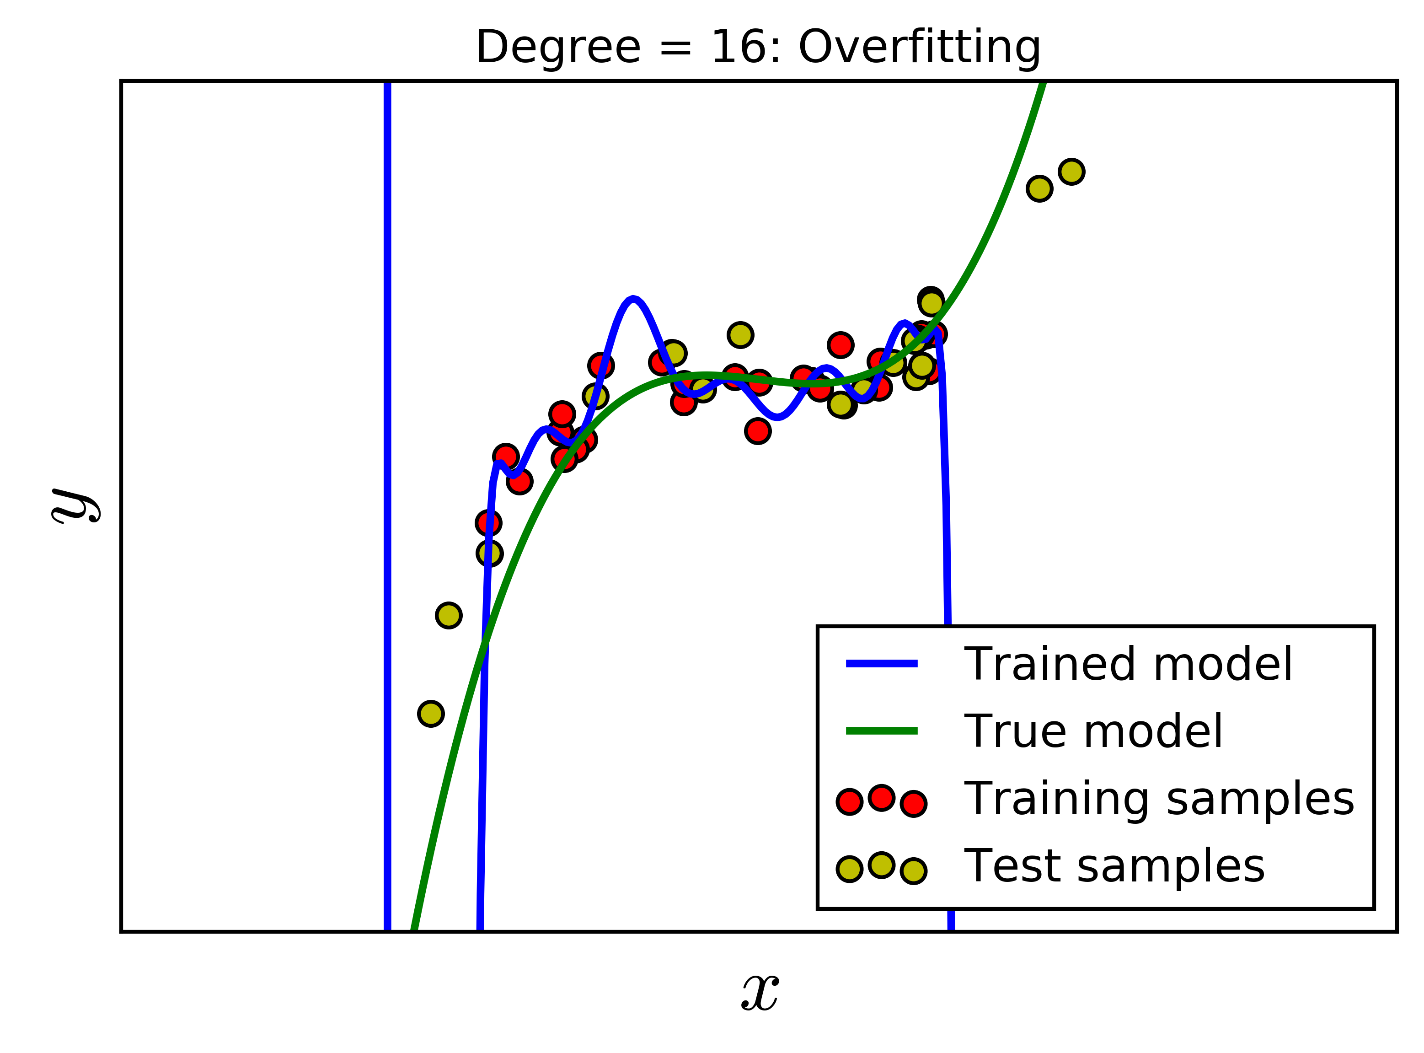 Degree = 16: Overfitting
y
Trained model
True model
Training samples
Test samples
x